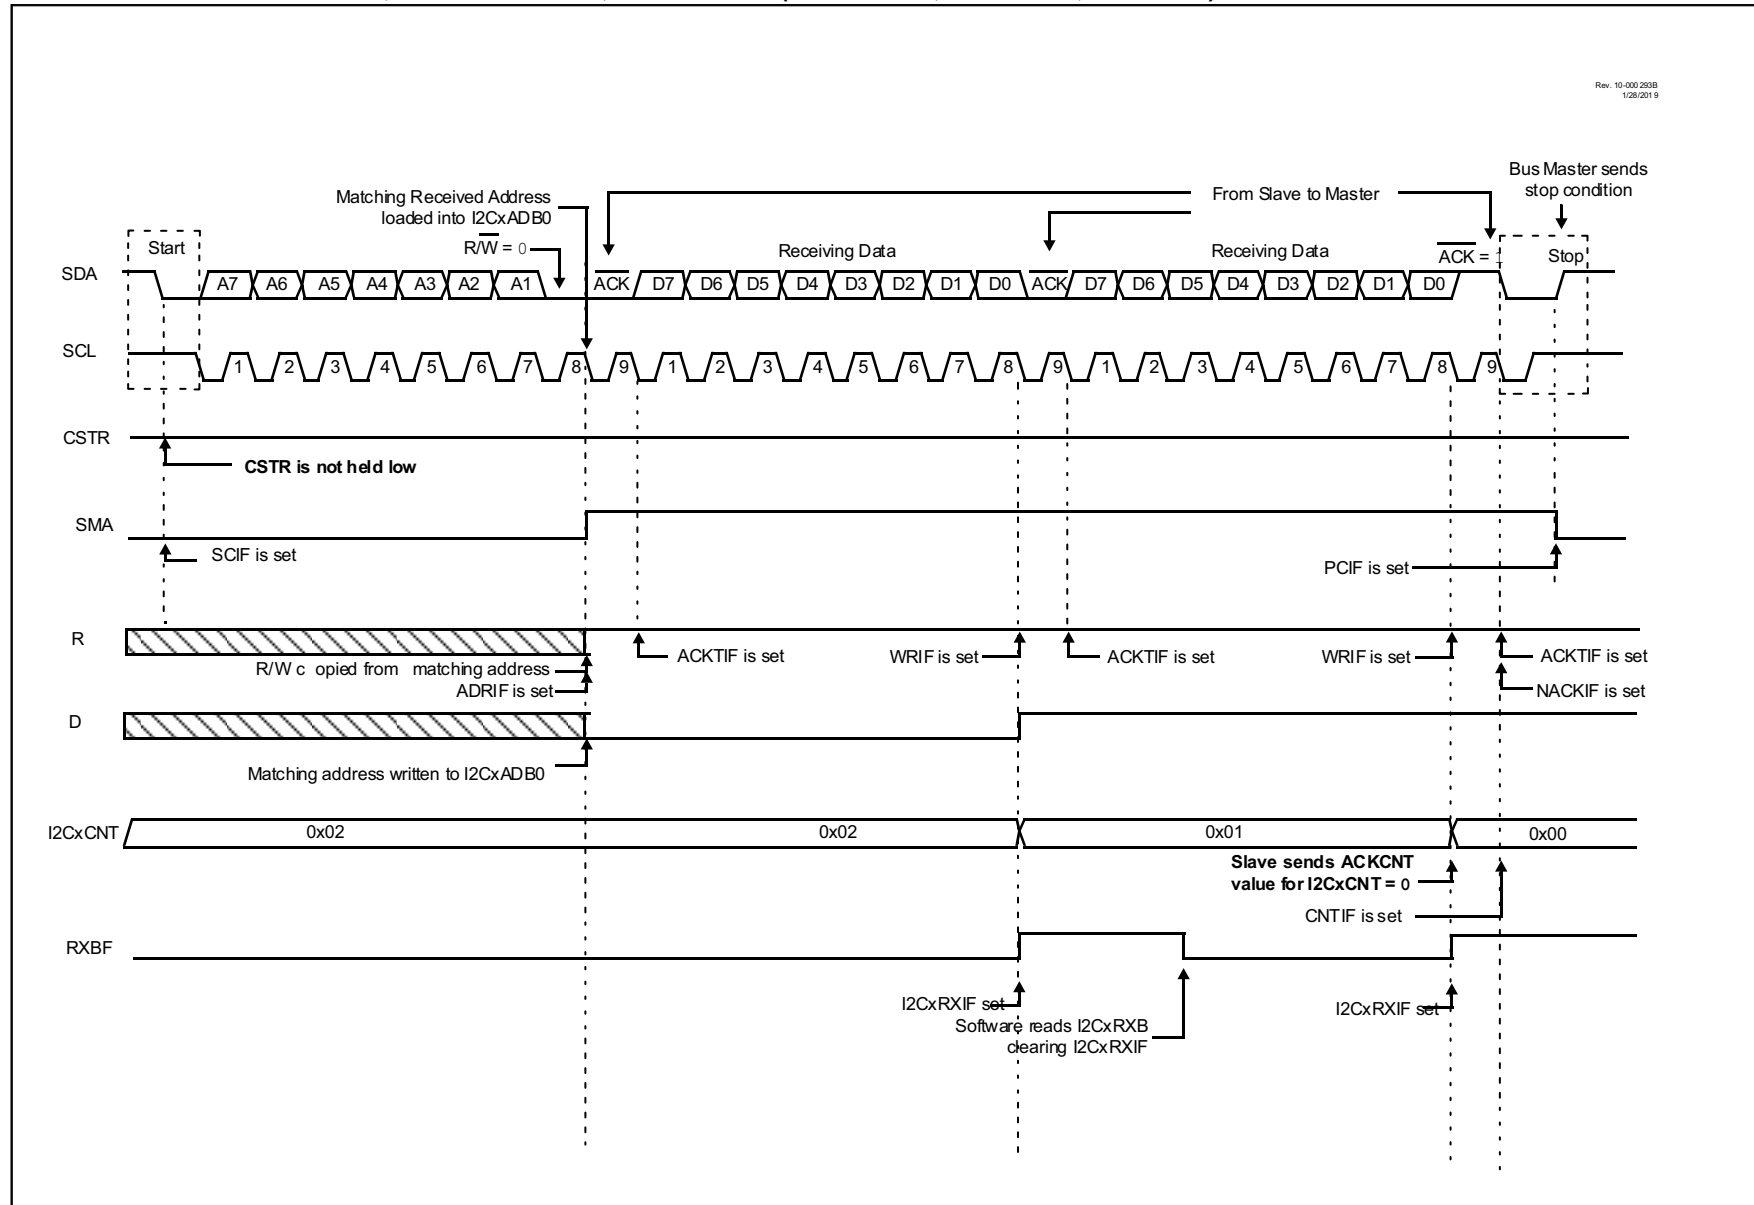 Rev. 10-000 293B
1/28/201 9
Bus Master sends
stop condition
Matching Received Address
loaded into I2CxADB0
From Slave to Master
R/W = 0
Start
Receiving Data
Receiving Data
ACK = 1
Stop
SDA
A7 A6 A5 A4 A3 A2 A1 ACK D7 D6 D5 D4 D3 D2 D1 D0 ACK D7 D6 D5 D4 D3 D2 D1 D0
SCL
1 2 3 4 5 6 7 8 9 1 2 3 4 5 6 7 8 9 1 2 3 4 5 6 7 8 9
CSTR
CSTR is not held low
SMA
SCIF is set
PCIF is set
R
ACKTIF is set
WRIF is set
ACKTIF is set
WRIF is set
ACKTIF is set
R/W c opied from matching address
ADRIF is set
NACKIF is set
D
Matching address written to I2CxADB0
I2CxCNT
0x02 0x02 0x01 0x00
Slave sends ACKCNT
value for I2CxCNT = 0
CNTIF is set
RXBF
I2CxRXIF set
I2CxRXIF set
Software reads I2CxRXB
clearing I2CxRXIF